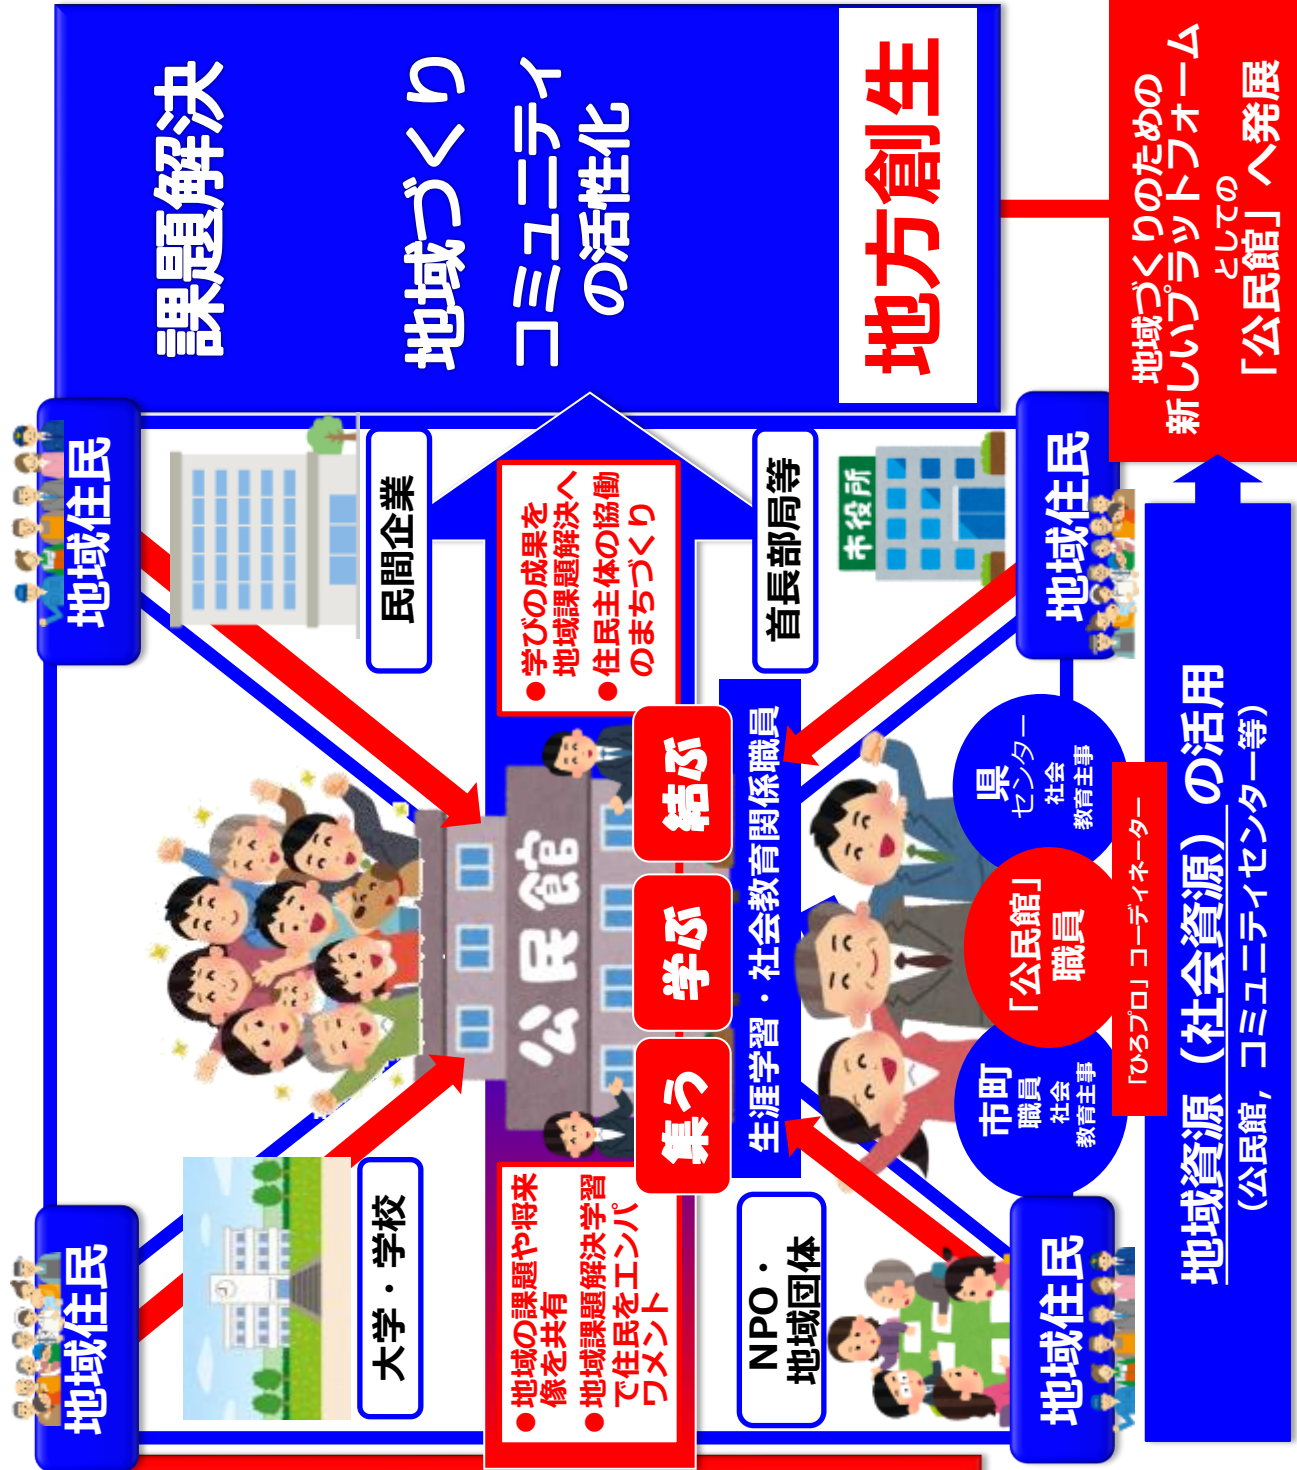 地域住民
地域住民
大学・学校
民間企業
公民館
● 地域の課題や将来
像を共有
● 地域課題解決学習
で住民をエンパ
ワメント
● 学びの成果を
地域課題解決へ
● 住民主体の協働
のまちづくり
集う
学ぶ
結ぶ
生涯学習・社会教育関係職員
NPO・
地域団体
首長部局等
市役所
市町
職員
社会
教育主事
「公民館」
職員
県
センター
社会
教育主事
「ひろプロ」コーディネーター
地域住民
地域住民
地域資源（社会資源）の活用
（公民館，コミュニティセンター等）
課題解決
地域づくり
コミュニティ
の活性化
地方創生
地域づくりのための
新しいプラットフォーム
としての
「公民館」へ発展